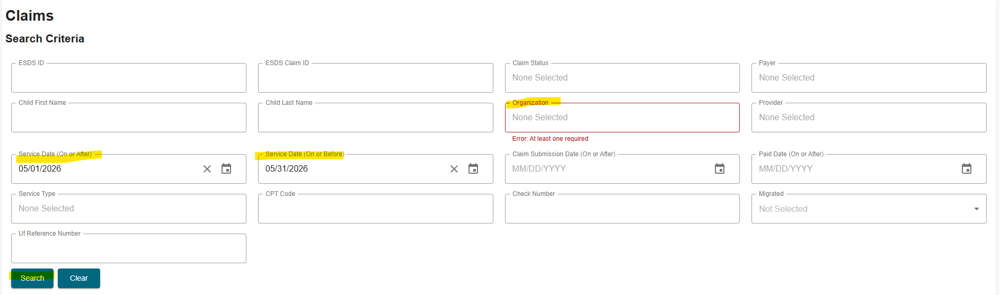 Claims
Search Criteria
ESDS ID
ESDS Claim ID
Claim Status
None Selected
Payer
None Selected
Child First Name
Child Last Name
Organization
None Selected
Error: At least one required
Provider
None Selected
Service Date (On or After)
05/01/2026
Service Date (On or Before)
05/31/2026
Claim Submission Date (On or After)
MM/DD/YYYY
Paid Date (On or After)
MM/DD/YYYY
Service Type
None Selected
CPT Code
Check Number
Migrated
Not Selected
Uf Reference Number
Search
Clear